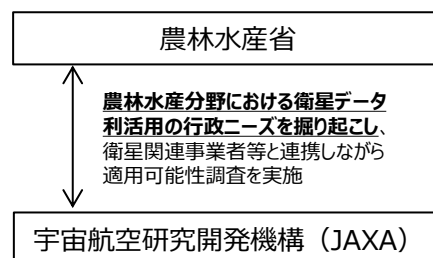 農林水産省
農林水産分野における衛星データ
利活用の行政ニーズを掘り起こし、
衛星関連事業者等と連携しながら
適用可能性調査を実施
宇宙航空研究開発機構（JAXA）